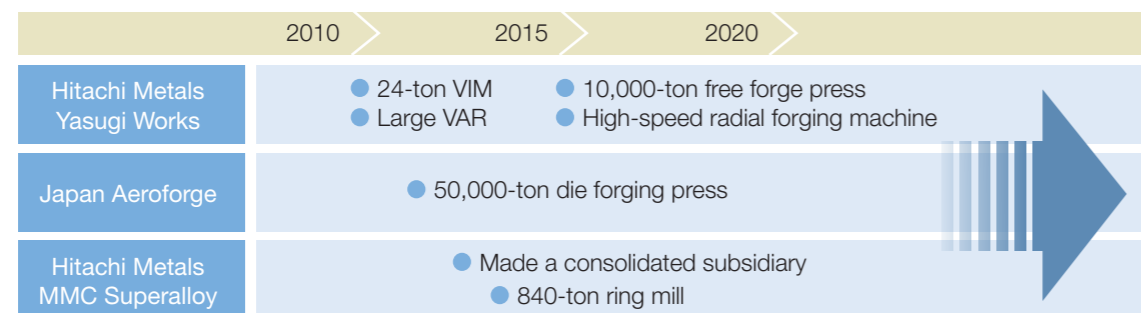 2010 2015 2020
Hitachi Metals
Yasugi Works
24-ton VIM
Large VAR
10,000-ton free forge press
High-speed radial forging machine
Japan Aeroforge
50,000-ton die forging press
Hitachi Metals
MMC Superalloy
Made a consolidated subsidiary
840-ton ring mill